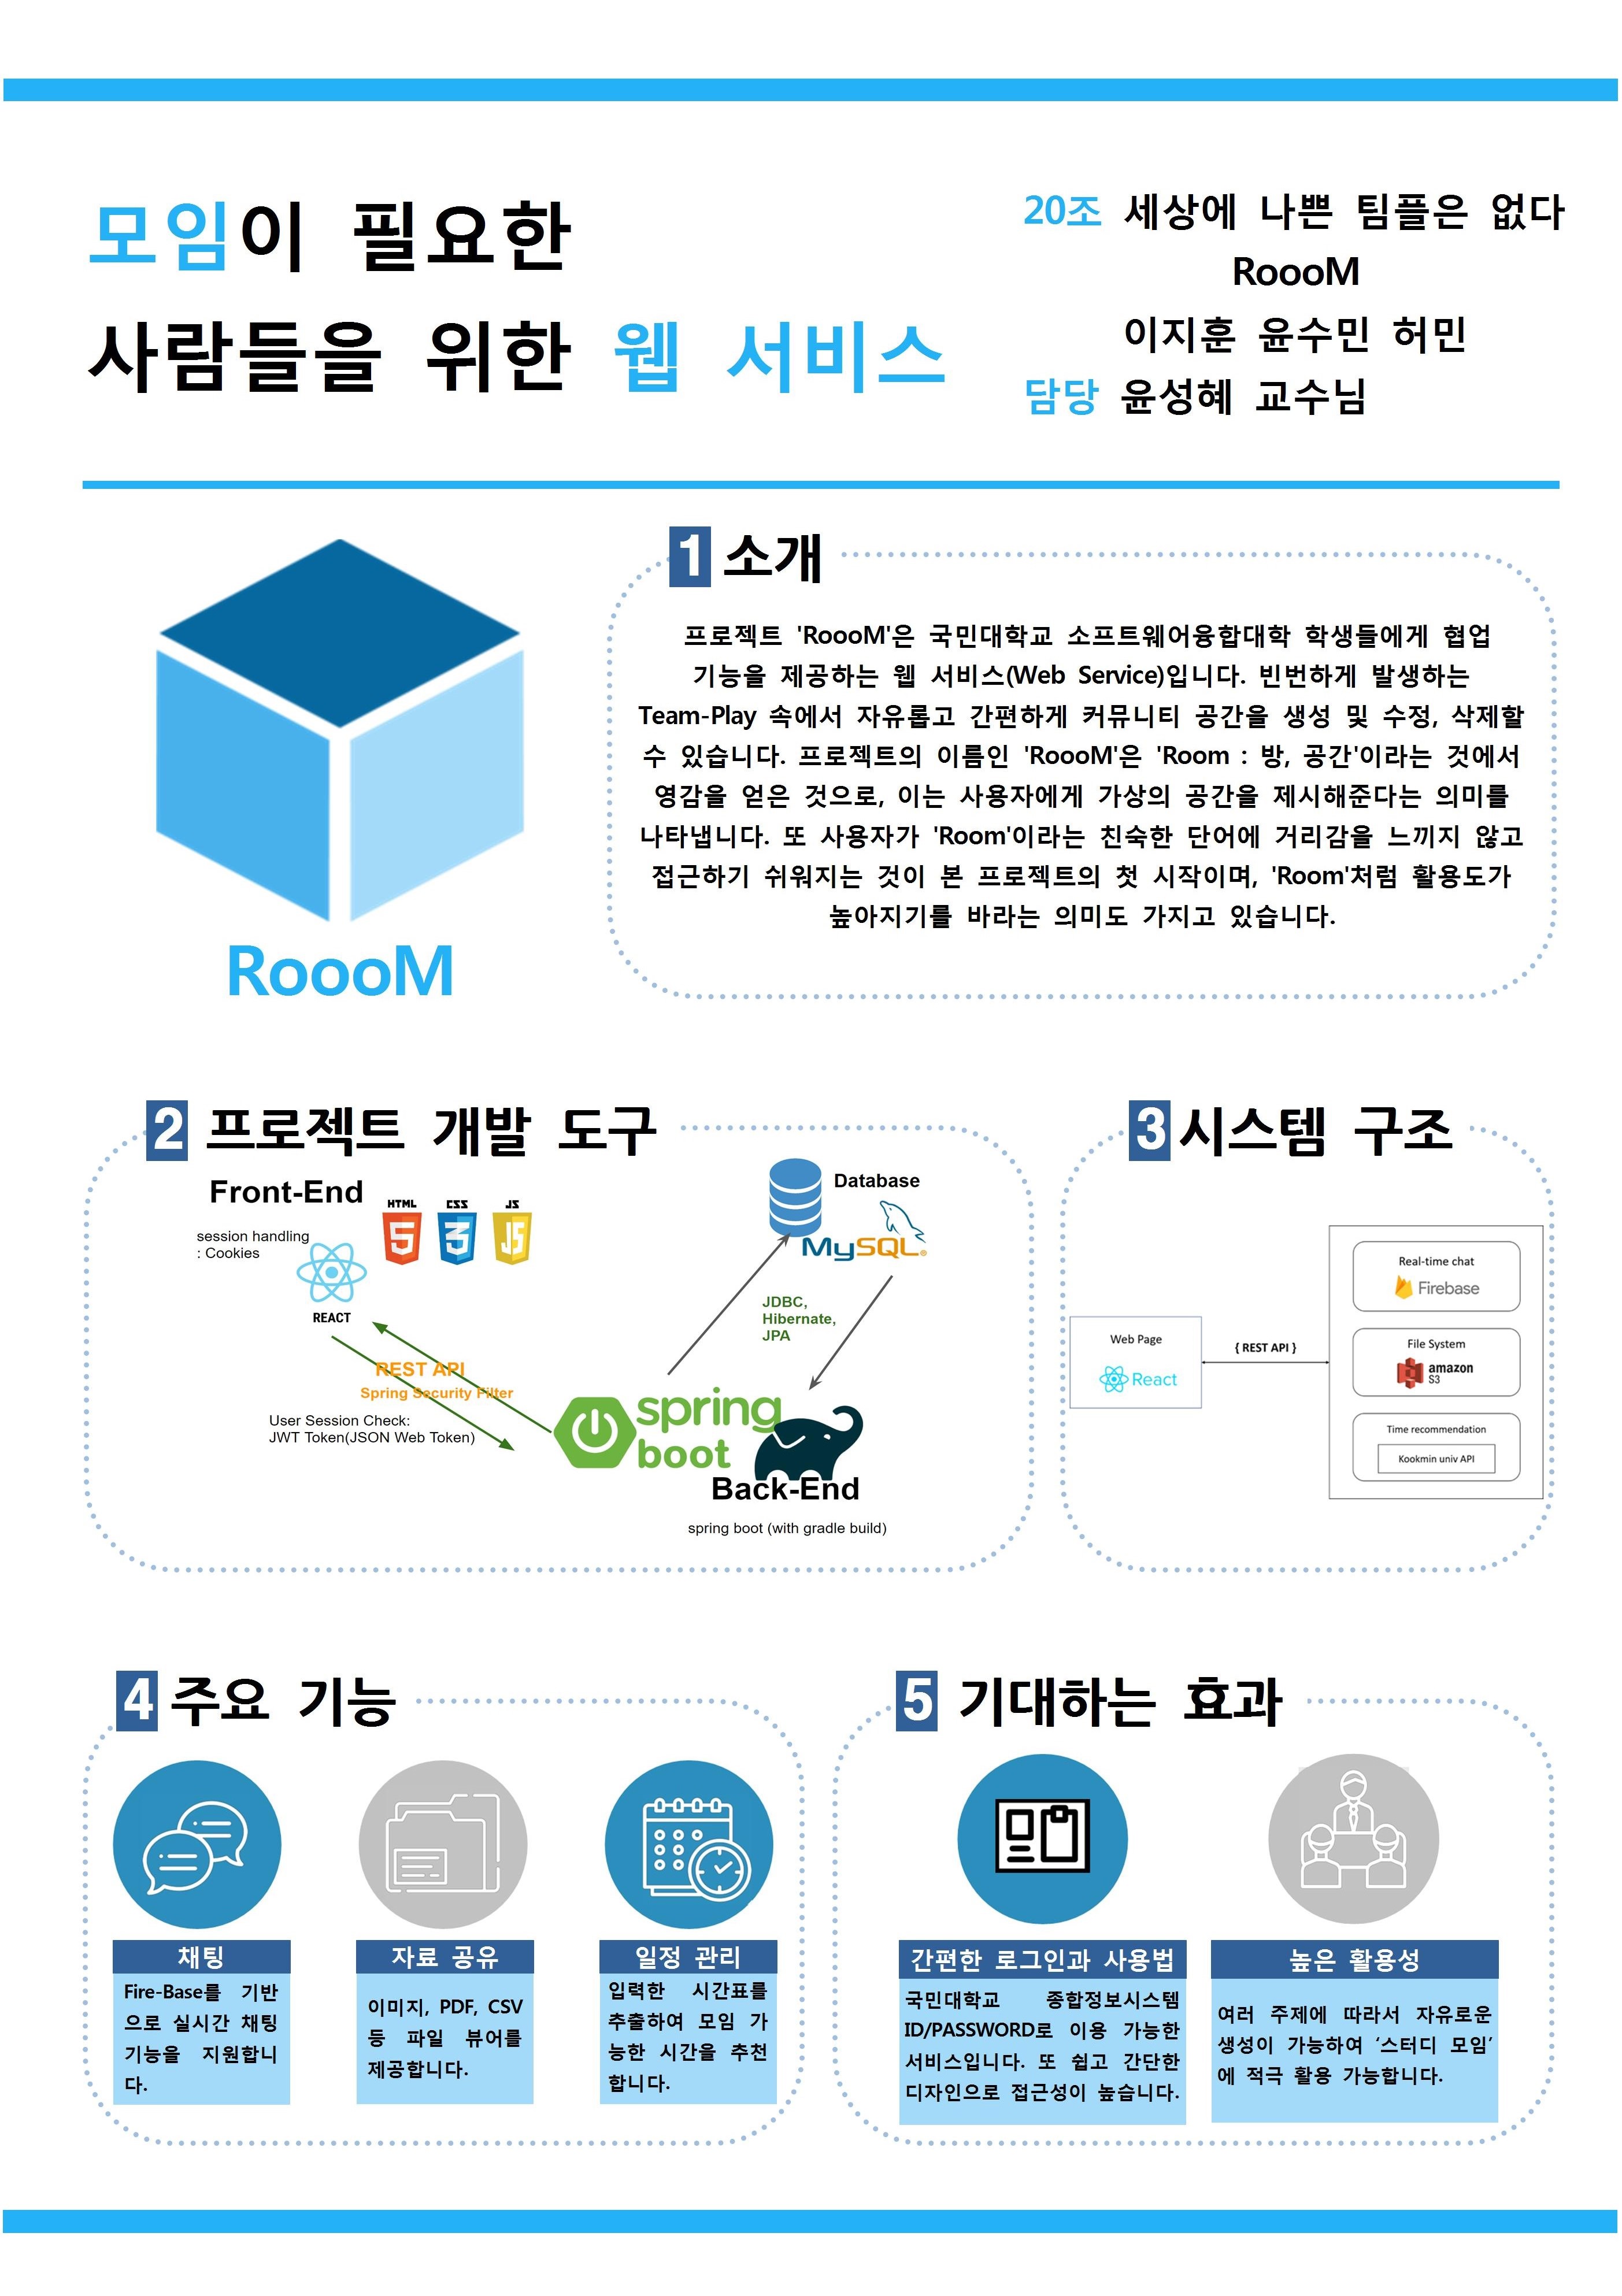 모임이 필요한
사람들을 위한 웹 서비스
20조 세상에 나쁜 팀플은 없다
RoooM
이지훈 윤수민 허민
담당 윤성혜 교수님
RoooM
1 소개
프로젝트 'RoooM'은 국민대학교 소프트웨어융합대학 학생들에게 협업
기능을 제공하는 웹 서비스(Web Service)입니다. 빈번하게 발생하는
Team-Play 속에서 자유롭고 간편하게 커뮤니티 공간을 생성 및 수정, 삭제할
수 있습니다. 프로젝트의 이름인 'RoooM'은 'Room : 방, 공간'이라는 것에서
영감을 얻은 것으로, 이는 사용자에게 가상의 공간을 제시해준다는 의미를
나타냅니다. 또 사용자가 'Room'이라는 친숙한 단어에 거리감을 느끼지 않고
접근하기 쉬워지는 것이 본 프로젝트의 첫 시작이며, 'Room'처럼 활용도가
높아지기를 바라는 의미도 가지고 있습니다.
2 프로젝트 개발 도구
Front-End
session handling
: Cookies
HTML
5
CSS
3
JS
JS
REACT
Database
MySQL®
JDBC,
Hibernate,
JPA
REST API
Spring Security Filter
User Session Check:
JWT Token(JSON Web Token)
spring
boot
Back-End
spring boot (with gradle build)
3 시스템 구조
Web Page
React
{ REST API }
Real-time chat
Firebase
File System
amazon
S3
Time recommendation
Kookmin univ API
4 주요 기능
채팅
Fire-Base를 기반
으로 실시간 채팅
기능을 지원합니
다.
자료 공유
이미지, PDF, CSV
등 파일 뷰어를
제공합니다.
일정 관리
입력한 시간표를
추출하여 모임 가
능한 시간을 추천
합니다.
5 기대하는 효과
간편한 로그인과 사용법
국민대학교 종합정보시스템
ID/PASSWORD로 이용 가능한
서비스입니다. 또 쉽고 간단한
디자인으로 접근성이 높습니다.
높은 활용성
여러 주제에 따라서 자유로운
생성이 가능하여 ‘스터디 모임’
에 적극 활용 가능합니다.